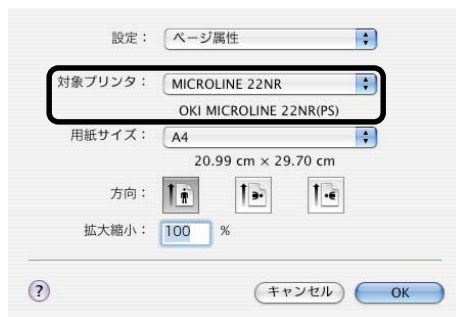 設定： ページ属性
対象プリンタ： MICROLINE 22NR
OKI MICROLINE 22NR(PS)
用紙サイズ： A4
20.99 cm × 29.70 cm
方向：
拡大縮小： 100 %
? キャンセル OK